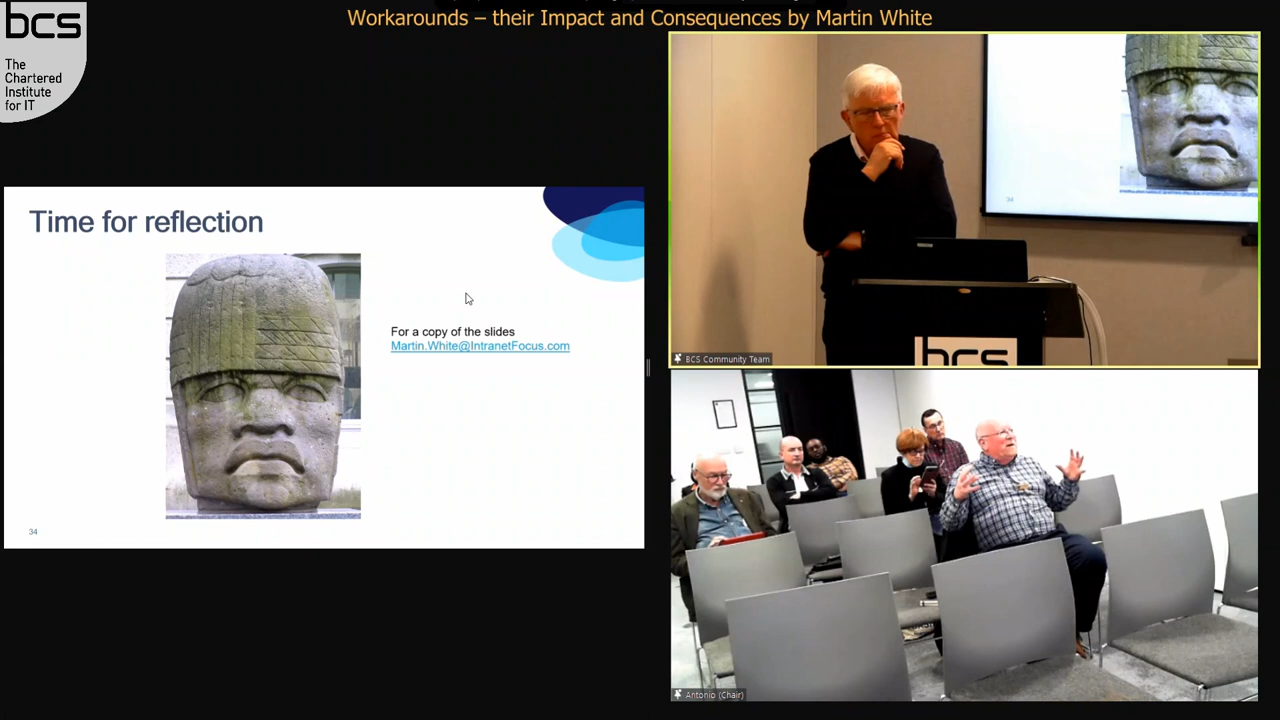 Workarounds – their Impact and Consequences by Martin White
bcs
The
Chartered
Institute
for IT
Time for reflection
For a copy of the slides
Martin.White@IntranetFocus.com
34
34
bcs
BCS Community Team
Antonio (Chair)